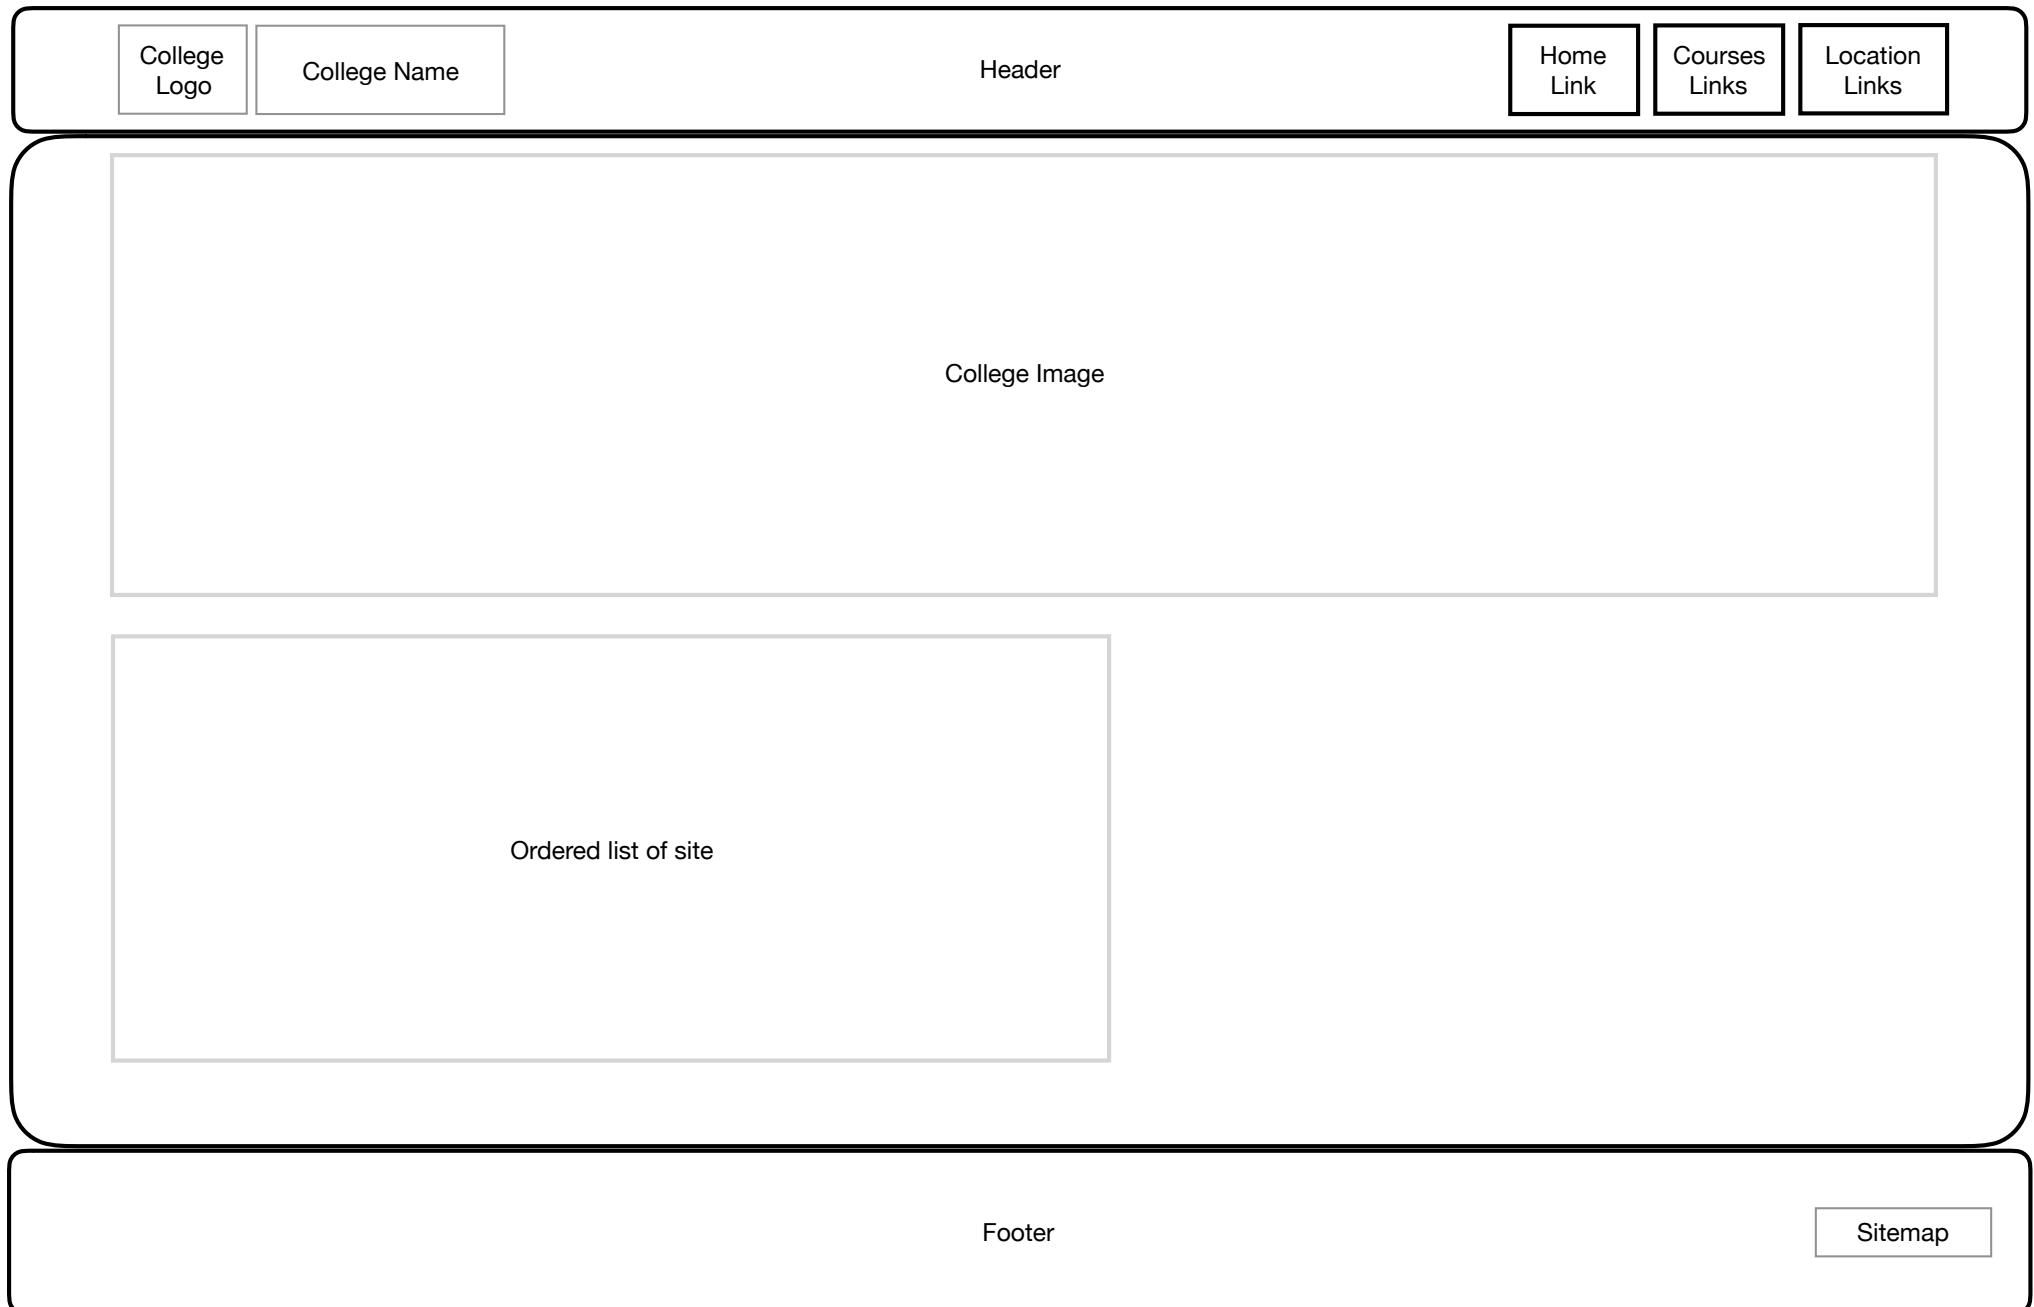 College
Logo
College Name
Header
Home
Link
Courses
Links
Location
Links
College Image
Ordered list of site
Footer
Sitemap